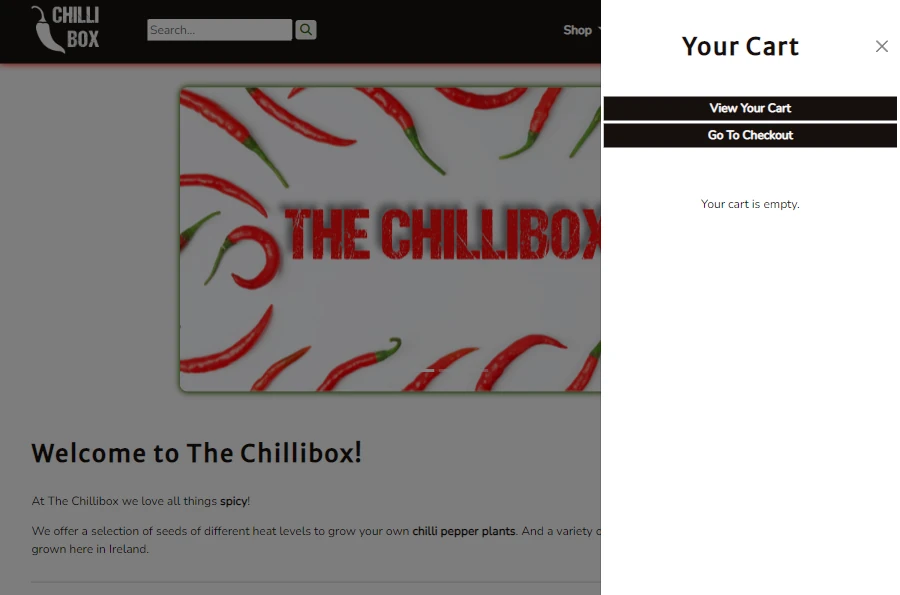 CHILLI
BOX
Search...
Shop
Your Cart
View Your Cart
Go To Checkout
Your cart is empty.
THE CHILLIBOX
Welcome to The Chillibox!
At The Chillibox we love all things spicy!
We offer a selection of seeds of different heat levels to grow your own chilli pepper plants. And a variety
grown here in Ireland.